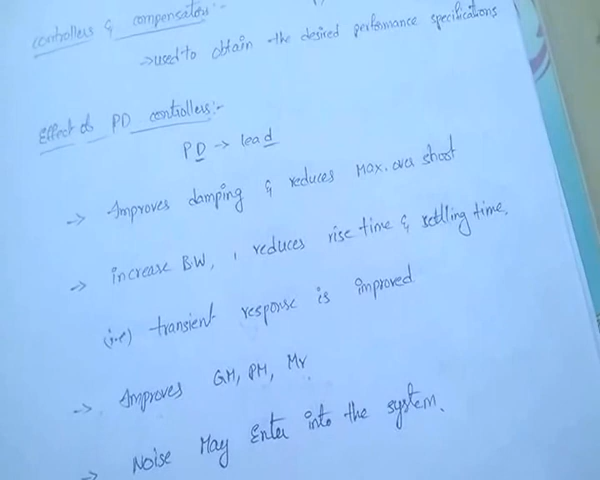 controllers & compensators:-
→ used to obtain the desired performance specifications
Effect of PD controllers:-
PD → lead
→ Improves damping & reduces Max. over shoot
→ increase B.W, , reduces rise time & settling time.
(i.e) transient response is improved
→ Improves GM, PM, Mr.
→ Noise May Enter into the system.